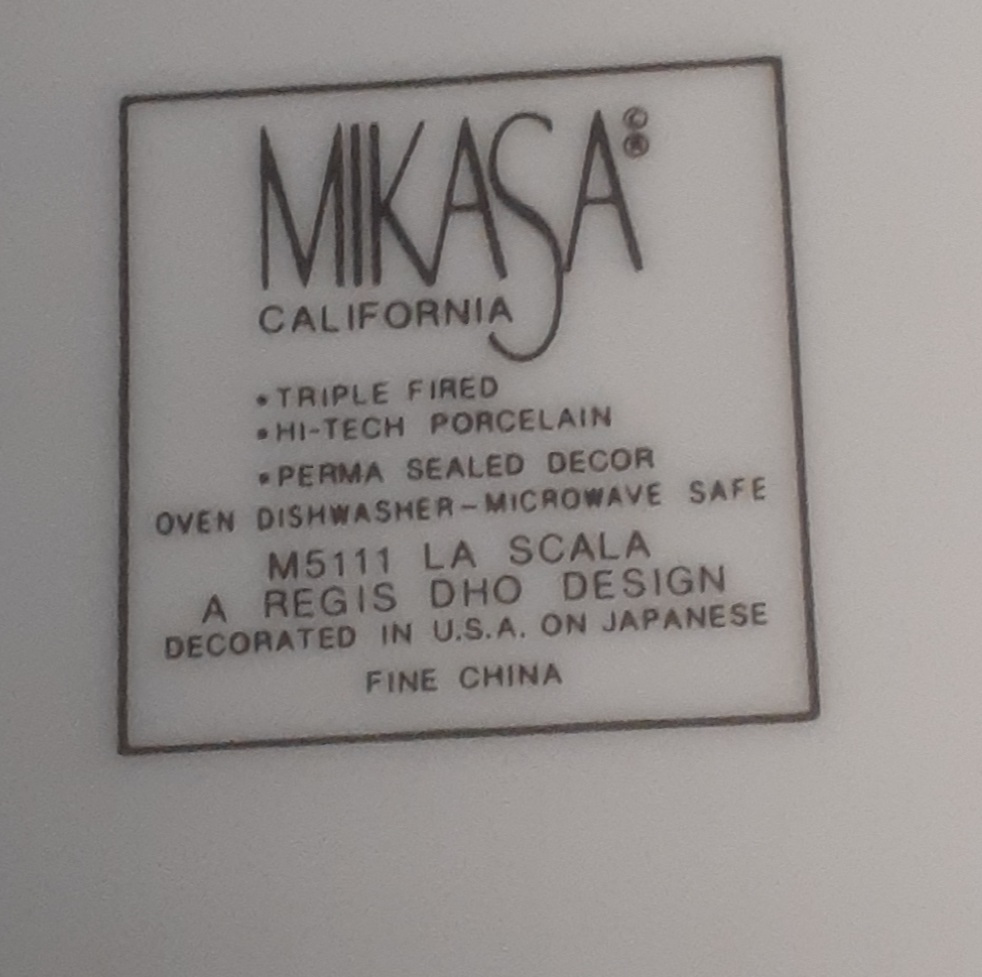 MIKASA©®
CALIFORNIA
•TRIPLE FIRED
•HI-TECH PORCELAIN
•PERMA SEALED DECOR
OVEN DISHWASHER-MICROWAVE SAFE
M5111 LA SCALA
A REGIS DHO DESIGN
DECORATED IN U.S.A. ON JAPANESE
FINE CHINA